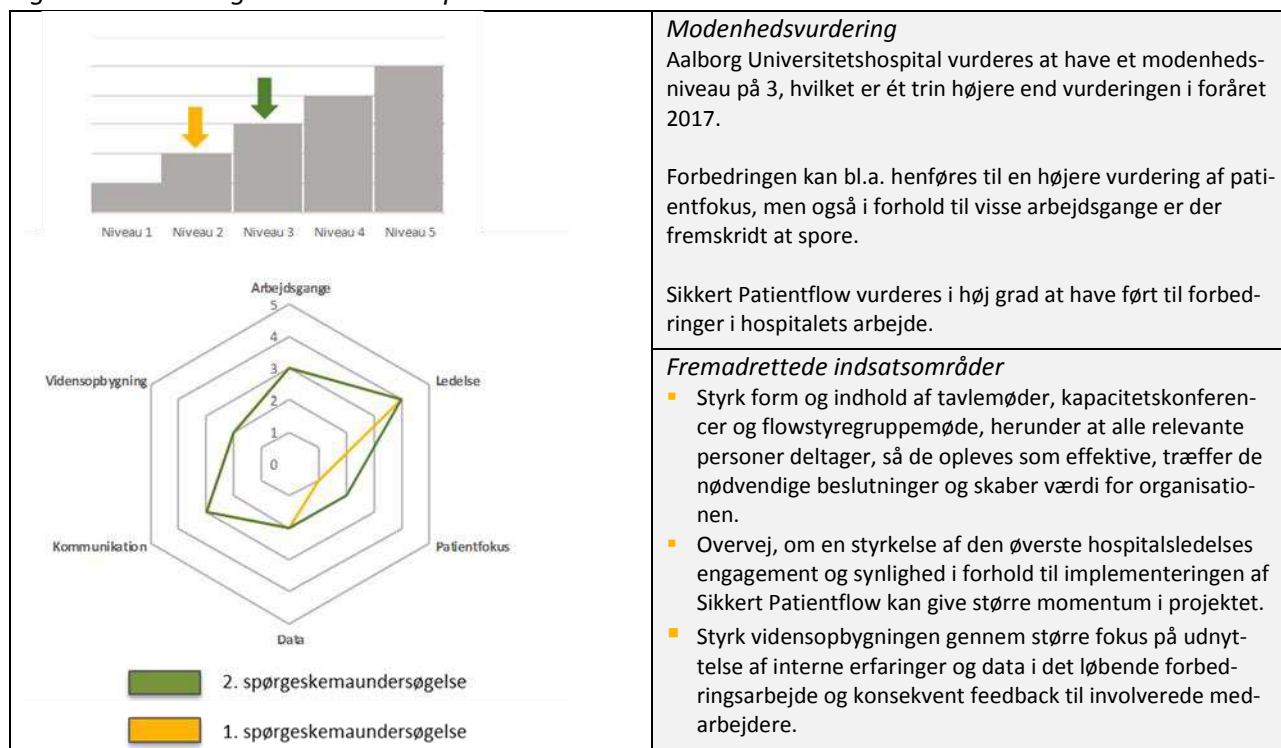 Modenhedsvurdering
Aalborg Universitetshospital vurderes at have et modenheds-
niveau på 3, hvilket er ét trin højere end vurderingen i foråret
2017.
Forbedringen kan bl.a. henføres til en højere vurdering af pati-
entfokus, men også i forhold til visse arbejdsgange er der
fremskridt at spore.
Sikkert Patientflow vurderes i høj grad at have ført til forbed-
ringer i hospitalets arbejde.
Niveau 1 Niveau 2 Niveau 3 Niveau 4 Niveau 5
Arbejdsgange
5
4
3
2
1
0
Vidensopbygning
Ledelse
Kommunikation
Patientfokus
Data
2. spørgeskemaundersøgelse
1. spørgeskemaundersøgelse
Fremadrettede indsatsområder
▪ Styrk form og indhold af tavlemøder, kapacitetskonferen-
cer og flowstyregruppemøde, herunder at alle relevante
personer deltager, så de opleves som effektive, træffer de
nødvendige beslutninger og skaber værdi for organisatio-
nen.
▪ Overvej, om en styrkelse af den øverste hospitalsledelses
engagement og synlighed i forhold til implementeringen af
Sikkert Patientflow kan give større momentum i projektet.
▪ Styrk vidensopbygningen gennem større fokus på udnyt-
telse af interne erfaringer og data i det løbende forbed-
ringsarbejde og konsekvent feedback til involverede med-
arbejdere.